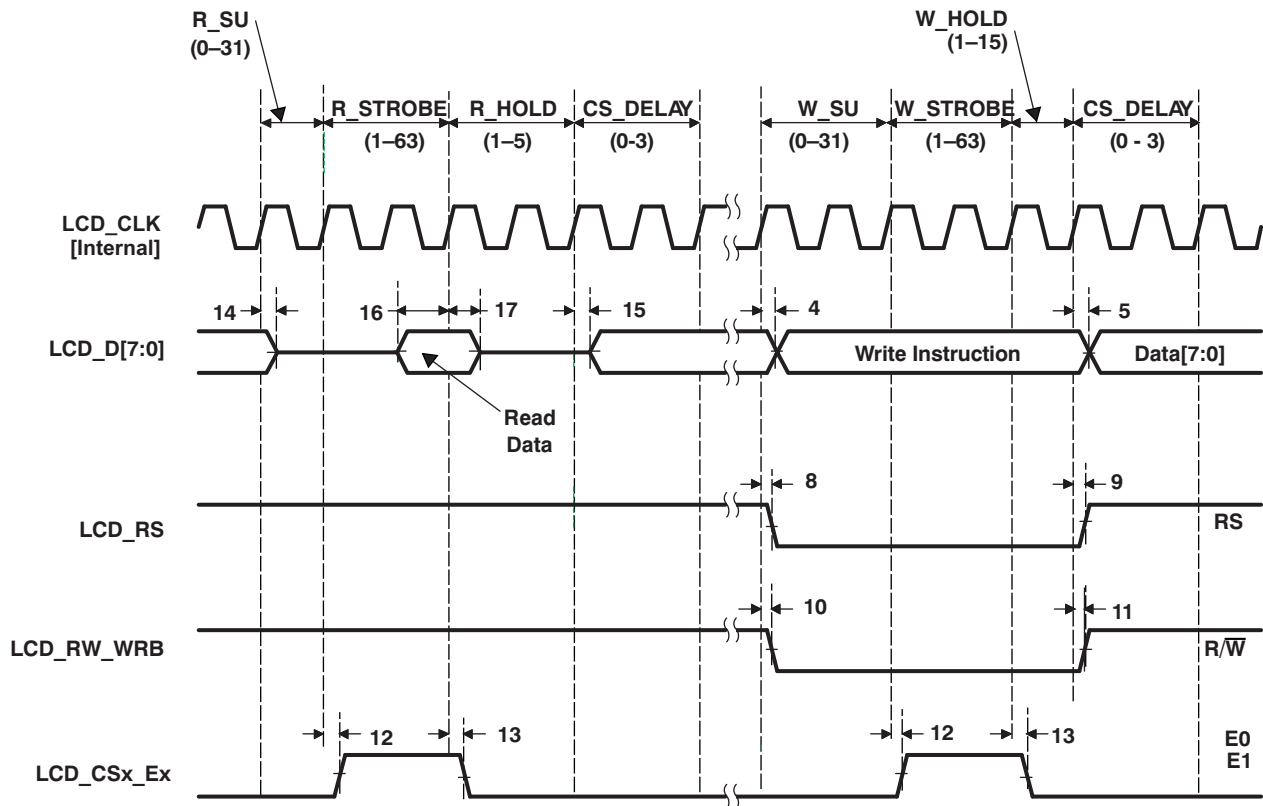 R_SU
(0–31)
W_HOLD
(1–15)
R_STROBE R_HOLD CS_DELAY W_SU W_STROBE CS_DELAY
(1–63) (1–5) (0-3) (0–31) (1–63) (0 - 3)
LCD_CLK
[Internal]
14 16 17 15 4 5
LCD_D[7:0] Write Instruction Data[7:0]
Read
Data
8 9
LCD_RS RS
10 11
LCD_RW_WRB R/W̅
12 13 12 13
LCD_CSx_Ex
E0
E1